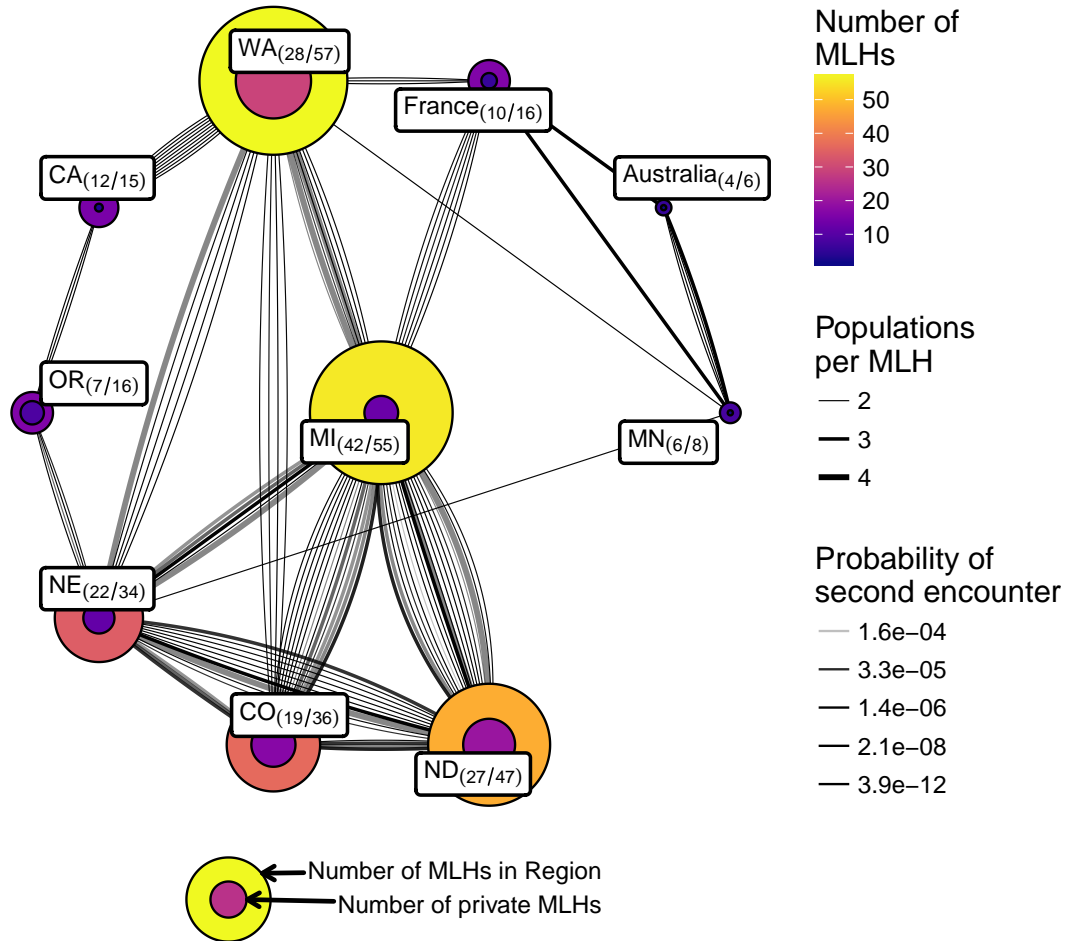 WA(28/57)
France(10/16)
CA(12/15)
Australia(4/6)
OR(7/16)
MI(42/55)
MN(6/8)
NE(22/34)
CO(19/36)
ND(27/47)
Number of MLHs in Region
Number of private MLHs
Number of
MLHs
50
40
30
20
10
Populations
per MLH
2
3
4
Probability of
second encounter
1.6e−04
3.3e−05
1.4e−06
2.1e−08
3.9e−12